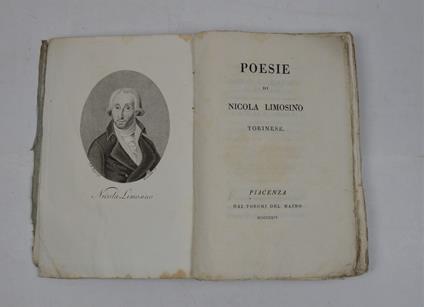 Nicola Limosino
POESIE
DI
NICOLA LIMOSINO
TORINESE.
PIACENZA
DAI TORCHI DEL MAINO